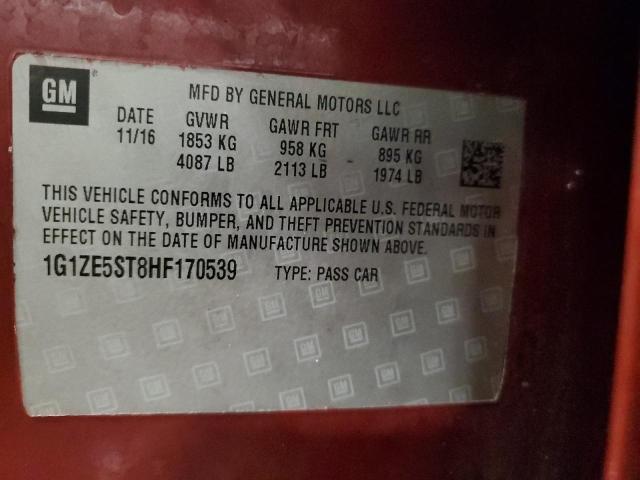 GM
MFD BY GENERAL MOTORS LLC
DATE GVWR GAWR FRT GAWR RR
11/16 1853 KG 958 KG 895 KG
4087 LB 2113 LB 1974 LB
THIS VEHICLE CONFORMS TO ALL APPLICABLE U.S. FEDERAL MOTOR
VEHICLE SAFETY, BUMPER, AND THEFT PREVENTION STANDARDS IN
EFFECT ON THE DATE OF MANUFACTURE SHOWN ABOVE.
1G1ZE5ST8HF170539 TYPE: PASS CAR